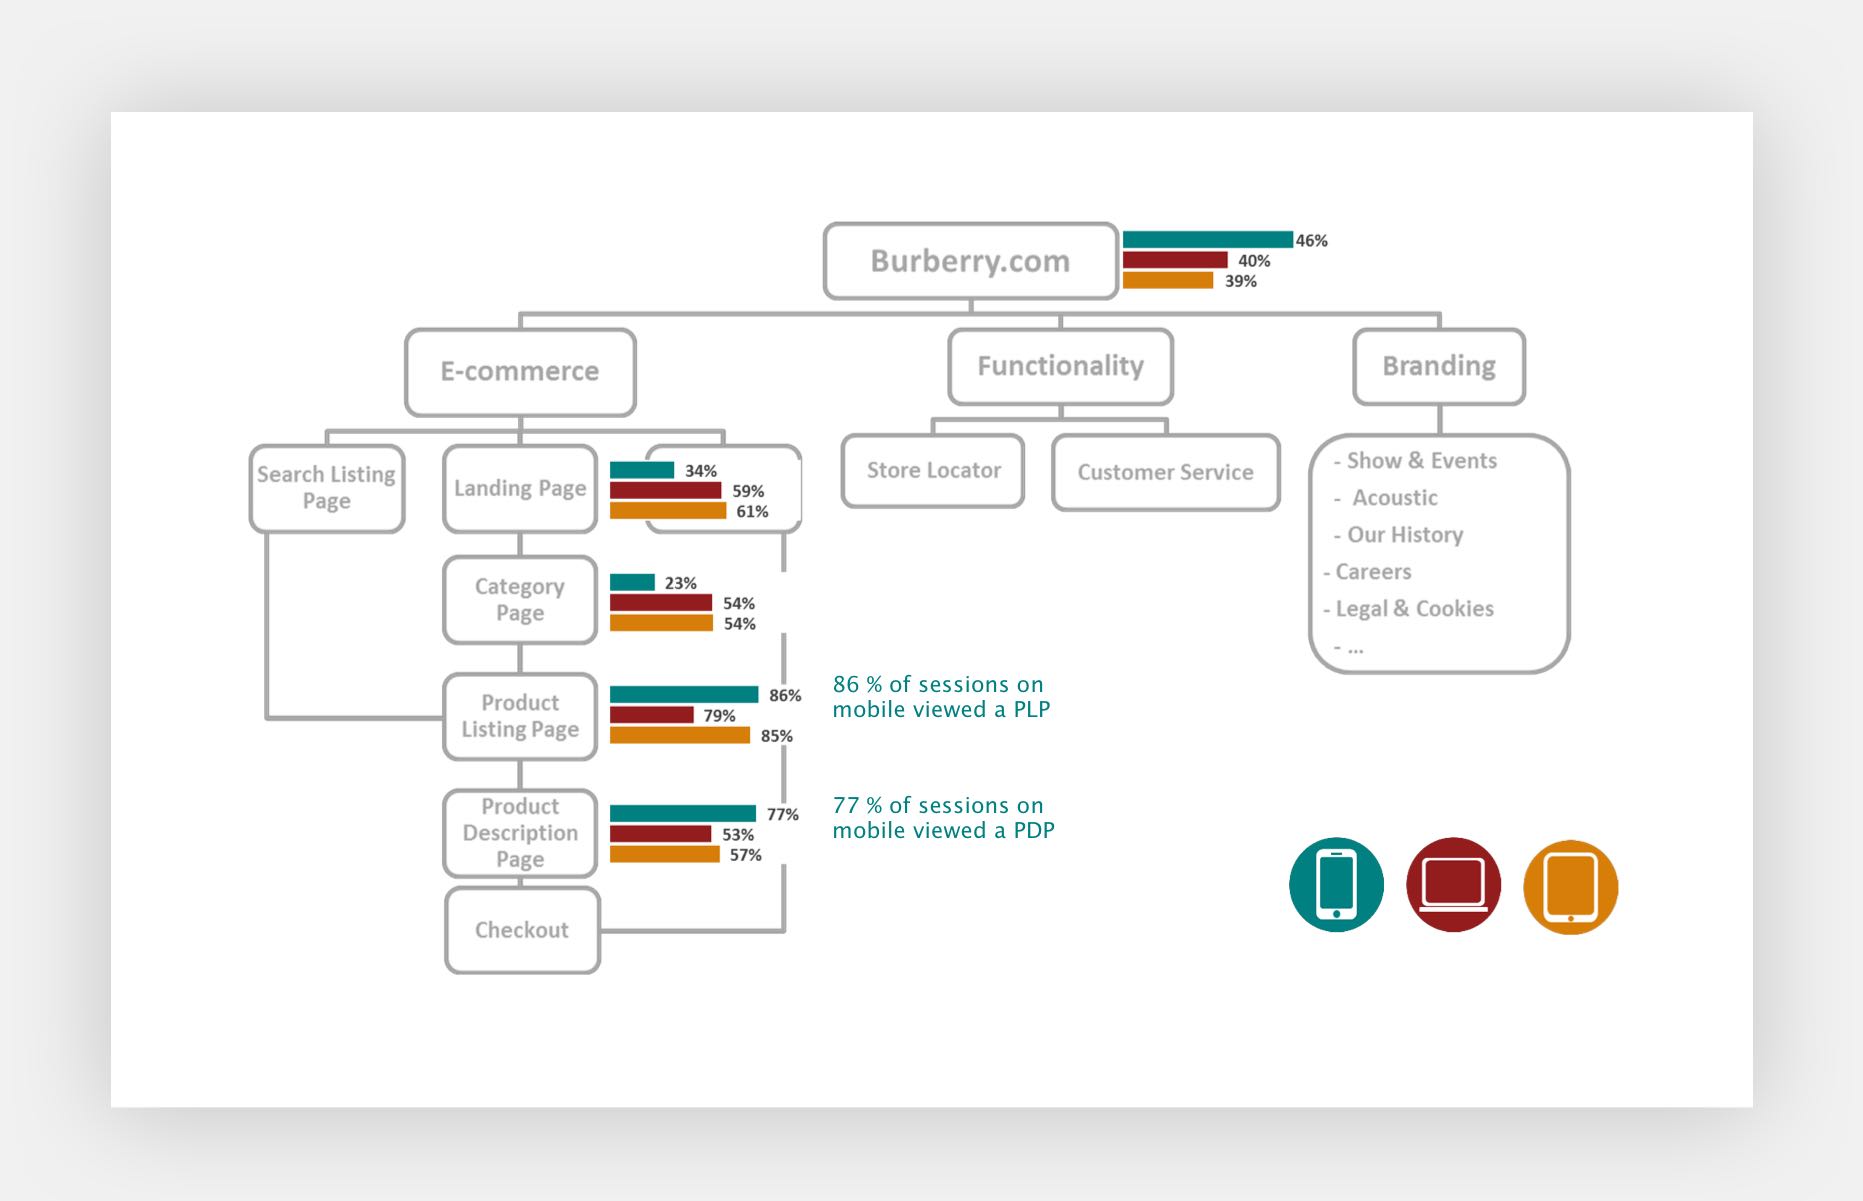 Burberry.com
46%
40%
39%
E-commerce
Functionality
Branding
Search Listing
Page
Landing Page
34%
59%
61%
Store Locator
Customer Service
- Show & Events
- Acoustic
- Our History
- Careers
- Legal & Cookies
- ...
Category
Page
23%
54%
54%
Product
Listing Page
86%
79%
85%
86 % of sessions on
mobile viewed a PLP
Product
Description
Page
77%
53%
57%
77 % of sessions on
mobile viewed a PDP
Checkout